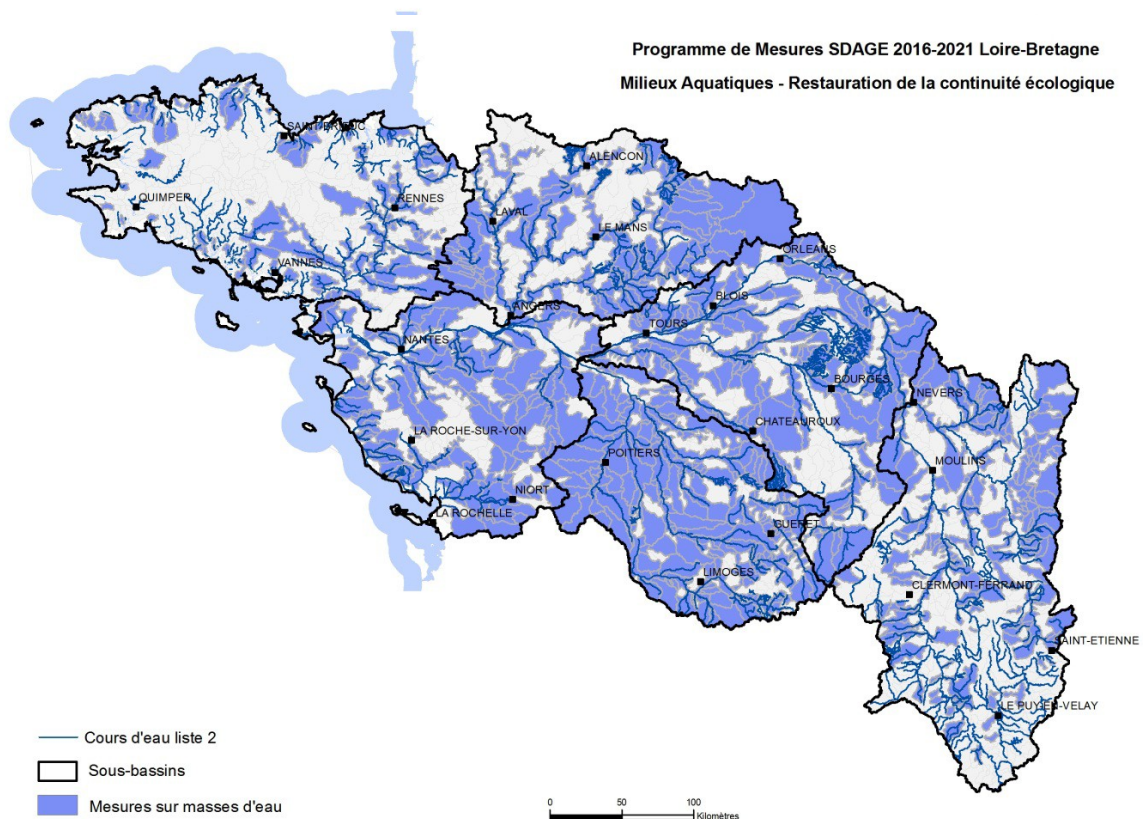 Programme de Mesures SDAGE 2016-2021 Loire-Bretagne
Milieux Aquatiques - Restauration de la continuité écologique
SAINT-BRIEUC
ALENCON
QUIMPER
RENNES
LAVAL
LE MANS
ORLEANS
VANNES
BLOIS
ANGERS
TOURS
NANTES
BOURGES
NEVERS
CHATEAUROUX
LA ROCHE-SUR-YON
POITIERS
MOULINS
NIORT
LA ROCHELLE
GUERET
LIMOGES
CLERMONT-FERRAND
SAINT-ETIENNE
LE PUY-EN-VELAY
Cours d'eau liste 2
Sous-bassins
Mesures sur masses d'eau
0 50 100
Kilomètres